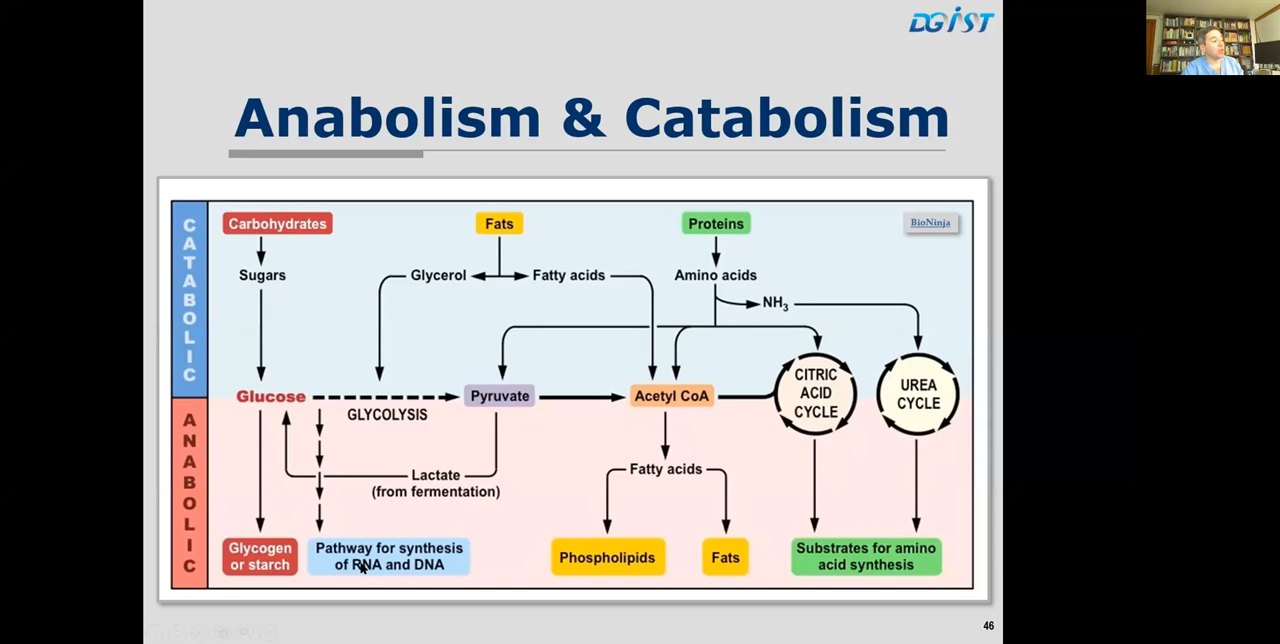 DGIST
Anabolism & Catabolism
CATABOLIC
Carbohydrates
Fats
Proteins
BioNinja
Sugars
Glycerol
Fatty acids
Amino acids
NH3
Glucose
GLYCOLYSIS
Pyruvate
Acetyl CoA
CITRIC
ACID
CYCLE
UREA
CYCLE
ANABOLIC
Lactate
(from fermentation)
Fatty acids
Glycogen
or starch
Pathway for synthesis
of RNA and DNA
Phospholipids
Fats
Substrates for amino
acid synthesis
46